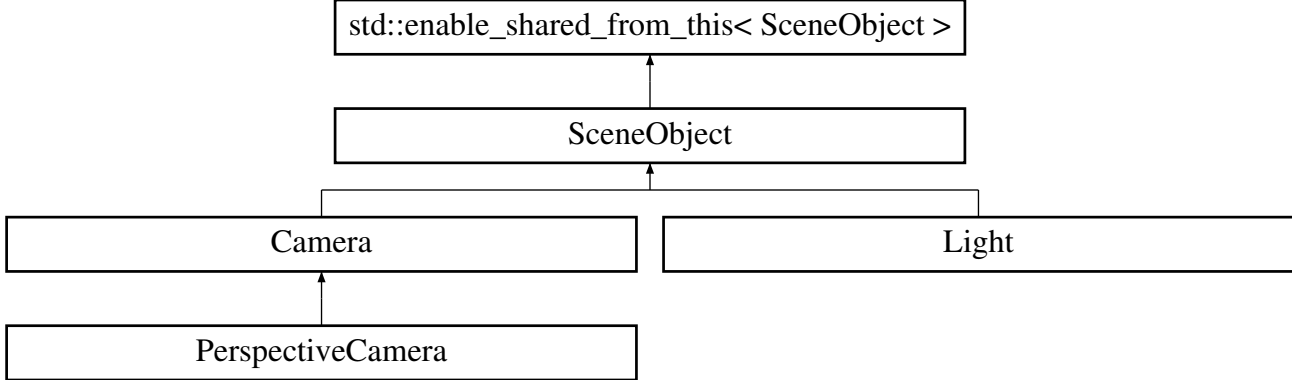 std::enable_shared_from_this< SceneObject >
SceneObject
Camera
Light
PerspectiveCamera